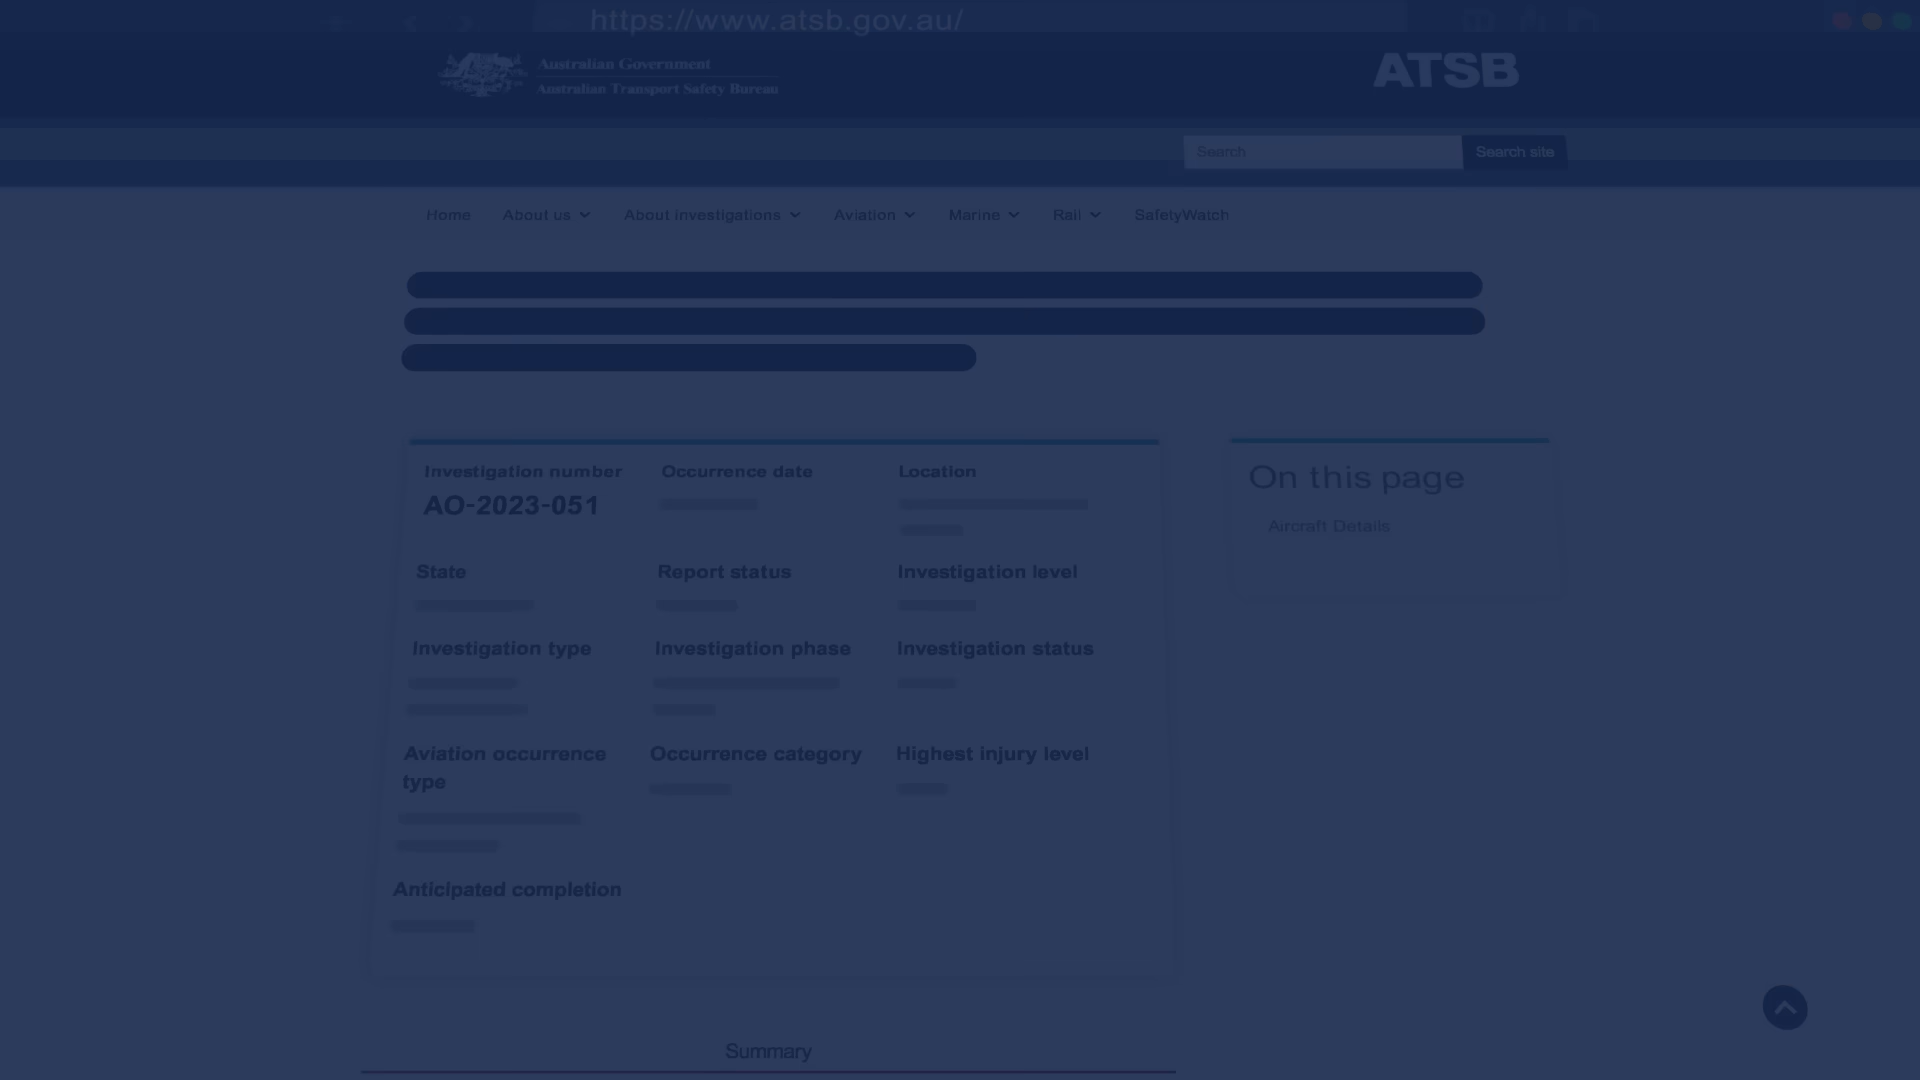 https://www.atsb.gov.au/
Australian Government
Australian Transport Safety Bureau
ATSB
Search
Search site
Home
About us
About investigations
Aviation
Marine
Rail
SafetyWatch
Investigation number
Occurrence date
Location
AO-2023-051
On this page
Aircraft Details
State
Report status
Investigation level
Investigation type
Investigation phase
Investigation status
Aviation occurrence
type
Occurrence category
Highest injury level
Anticipated completion
Summary